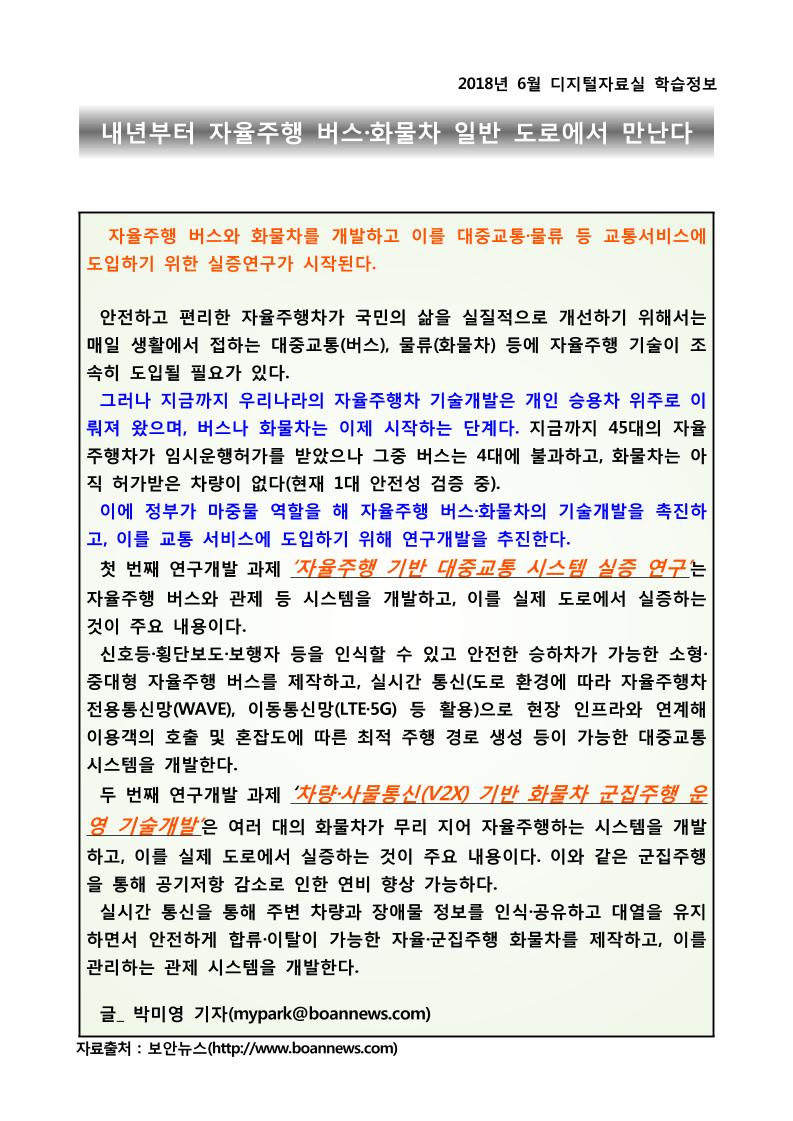 2018년 6월 디지털자료실 학습정보
내년부터 자율주행 버스·화물차 일반 도로에서 만난다
자율주행 버스와 화물차를 개발하고 이를 대중교통·물류 등 교통서비스에
도입하기 위한 실증연구가 시작된다.
안전하고 편리한 자율주행차가 국민의 삶을 실질적으로 개선하기 위해서는
매일 생활에서 접하는 대중교통(버스), 물류(화물차) 등에 자율주행 기술이 조
속히 도입될 필요가 있다.
그러나 지금까지 우리나라의 자율주행차 기술개발은 개인 승용차 위주로 이
뤄져 왔으며, 버스나 화물차는 이제 시작하는 단계다. 지금까지 45대의 자율
주행차가 임시운행허가를 받았으나 그중 버스는 4대에 불과하고, 화물차는 아
직 허가받은 차량이 없다(현재 1대 안전성 검증 중).
이에 정부가 마중물 역할을 해 자율주행 버스·화물차의 기술개발을 촉진하
고, 이를 교통 서비스에 도입하기 위해 연구개발을 추진한다.
첫 번째 연구개발 과제 ‘자율주행 기반 대중교통 시스템 실증 연구’는
자율주행 버스와 관제 등 시스템을 개발하고, 이를 실제 도로에서 실증하는
것이 주요 내용이다.
신호등·횡단보도·보행자 등을 인식할 수 있고 안전한 승하차가 가능한 소형·
중대형 자율주행 버스를 제작하고, 실시간 통신(도로 환경에 따라 자율주행차
전용통신망(WAVE), 이동통신망(LTE·5G) 등 활용)으로 현장 인프라와 연계해
이용객의 호출 및 혼잡도에 따른 최적 주행 경로 생성 등이 가능한 대중교통
시스템을 개발한다.
두 번째 연구개발 과제 ‘차량·사물통신(V2X) 기반 화물차 군집주행 운
영 기술개발’은 여러 대의 화물차가 무리 지어 자율주행하는 시스템을 개발
하고, 이를 실제 도로에서 실증하는 것이 주요 내용이다. 이와 같은 군집주행
을 통해 공기저항 감소로 인한 연비 향상 가능하다.
실시간 통신을 통해 주변 차량과 장애물 정보를 인식·공유하고 대열을 유지
하면서 안전하게 합류·이탈이 가능한 자율·군집주행 화물차를 제작하고, 이를
관리하는 관제 시스템을 개발한다.
글_ 박미영 기자(mypark@boannews.com)
자료출처 : 보안뉴스(http://www.boannews.com)